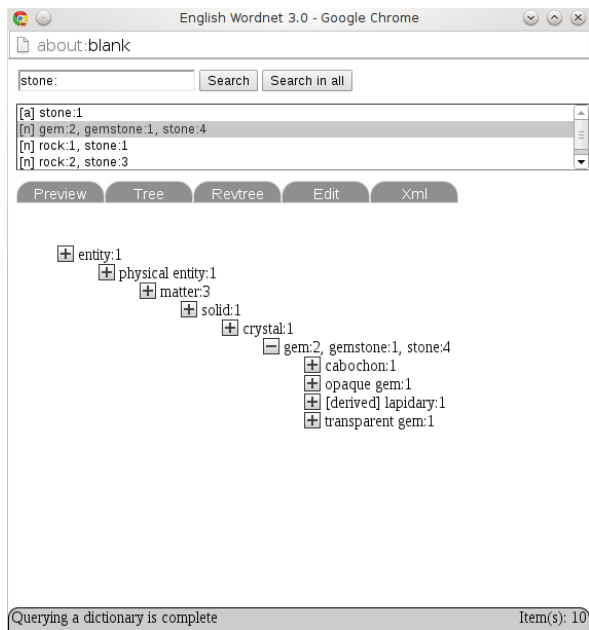 English Wordnet 3.0 - Google Chrome
about:blank
stone: Search Search in all
[a] stone:1
[n] gem:2, gemstone:1, stone:4
[n] rock:1, stone:1
[n] rock:2, stone:3
Preview Tree Revtree Edit Xml
entity:1
physical entity:1
matter:3
solid:1
crystal:1
gem:2, gemstone:1, stone:4
cabochon:1
opaque gem:1
[derived] lapidary:1
transparent gem:1
Querying a dictionary is complete Item(s): 10